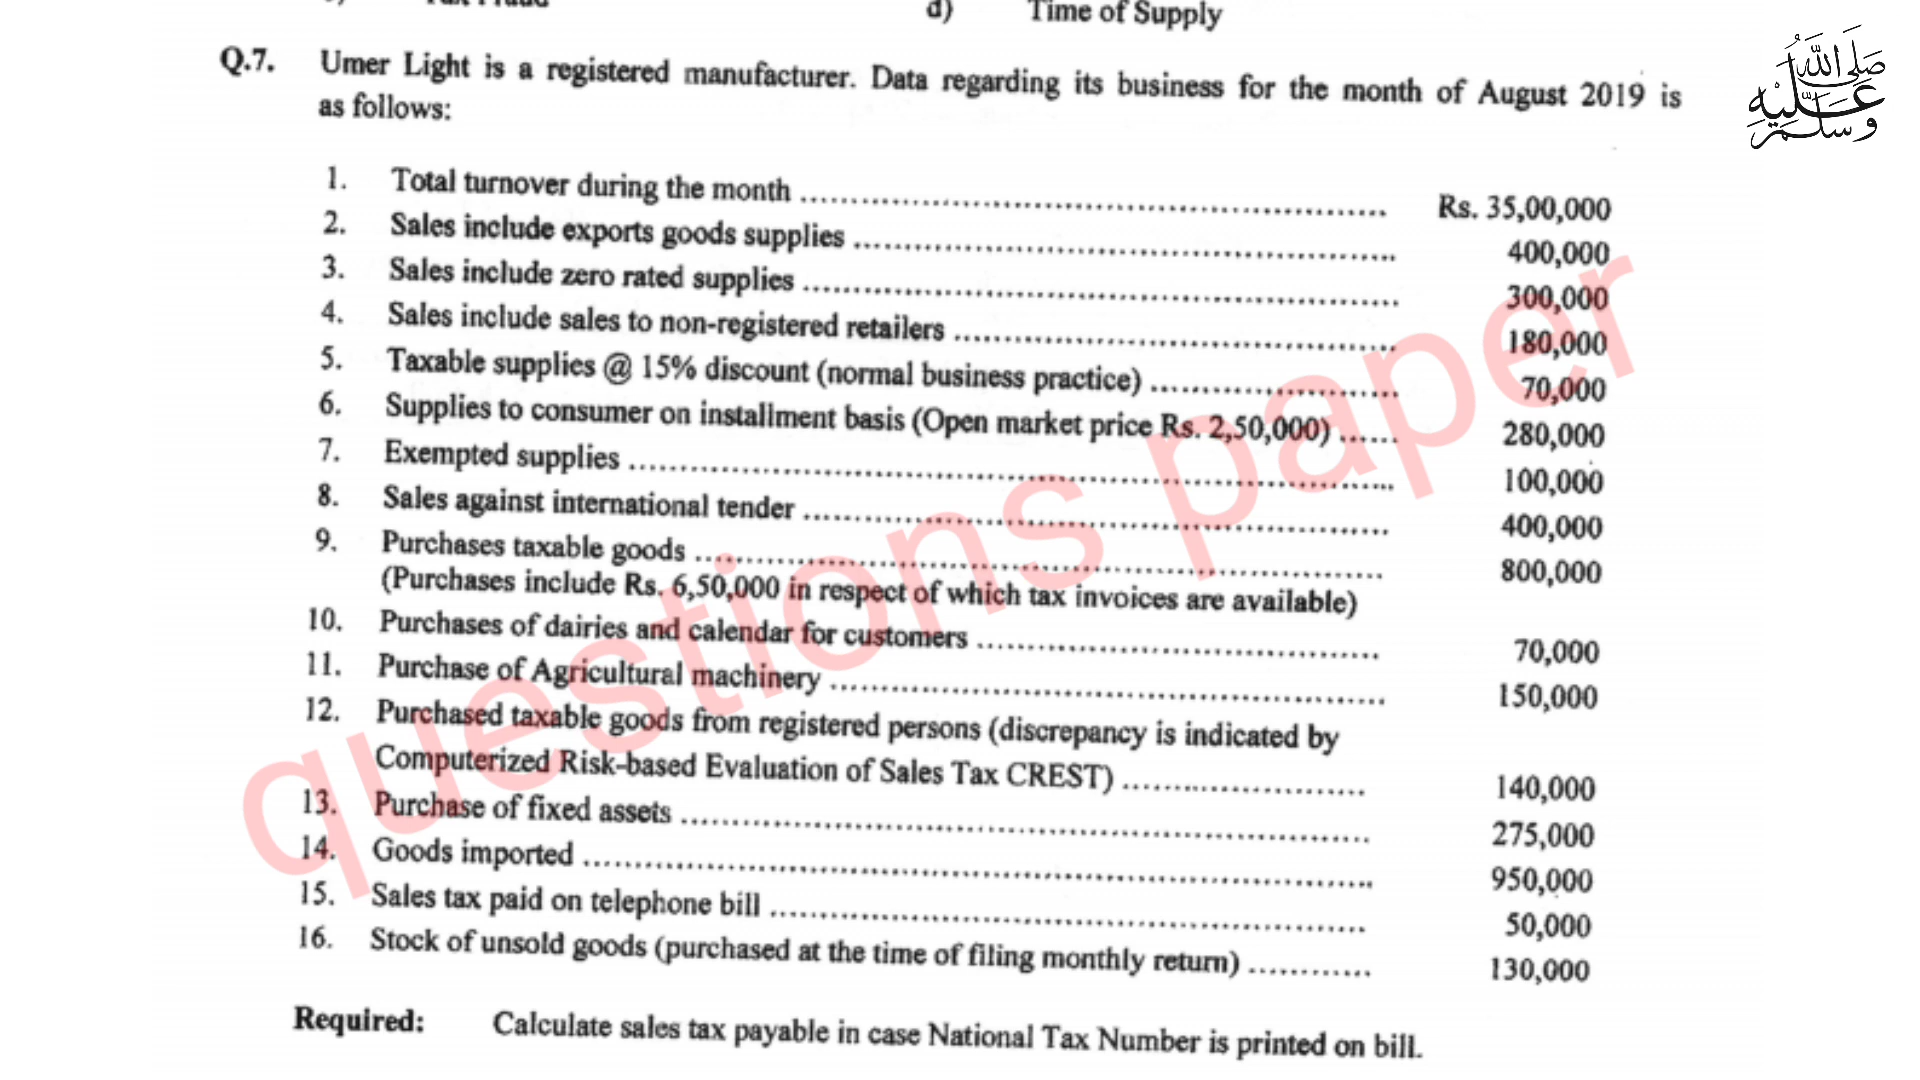 d) Time of Supply
صلى الله عليه وسلم
Q.7. Umer Light is a registered manufacturer. Data regarding its business for the month of August 2019 is
as follows:
1. Total turnover during the month ........ Rs. 35,00,000
2. Sales include exports goods supplies ........ 400,000
3. Sales include zero rated supplies ........ 300,000
4. Sales include sales to non-registered retailers ........ 180,000
5. Taxable supplies @ 15% discount (normal business practice) ........ 70,000
6. Supplies to consumer on installment basis (Open market price Rs. 2,50,000) ...... 280,000
7. Exempted supplies ........ 100,000
8. Sales against international tender ........ 400,000
9. Purchases taxable goods ........ 800,000
(Purchases include Rs. 6,50,000 in respect of which tax invoices are available)
10. Purchases of dairies and calendar for customers ........ 70,000
11. Purchase of Agricultural machinery ........ 150,000
12. Purchased taxable goods from registered persons (discrepancy is indicated by
Computerized Risk-based Evaluation of Sales Tax CREST) ........ 140,000
13. Purchase of fixed assets ........ 275,000
14. Goods imported ........ 950,000
15. Sales tax paid on telephone bill ........ 50,000
16. Stock of unsold goods (purchased at the time of filing monthly return) ........ 130,000
Required: Calculate sales tax payable in case National Tax Number is printed on bill.
questions paper